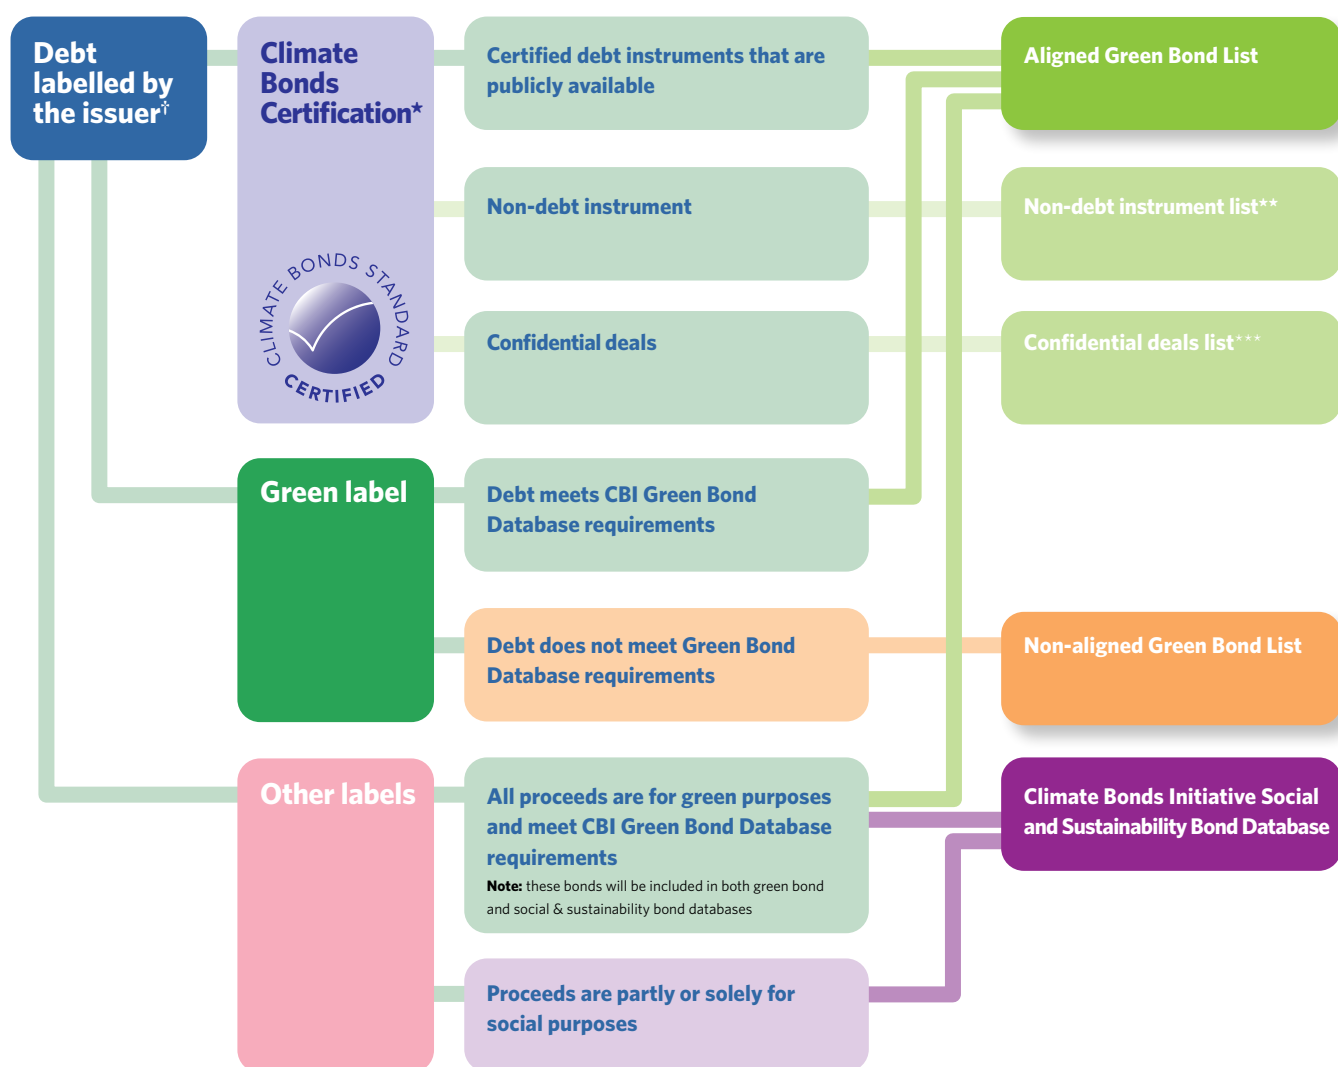 Debt
labelled by
the issuer†
Climate
Bonds
Certification*
CLIMATE BONDS STANDARD
CERTIFIED
Certified debt instruments that are
publicly available
Aligned Green Bond List
Non-debt instrument
Non-debt instrument list**
Confidential deals
Confidential deals list***
Green label
Debt meets CBI Green Bond
Database requirements
Debt does not meet Green Bond
Database requirements
Non-aligned Green Bond List
Other labels
All proceeds are for green purposes
and meet CBI Green Bond Database
requirements
Note: these bonds will be included in both green bond
and social & sustainability bond databases
Climate Bonds Initiative Social
and Sustainability Bond Database
Proceeds are partly or solely for
social purposes